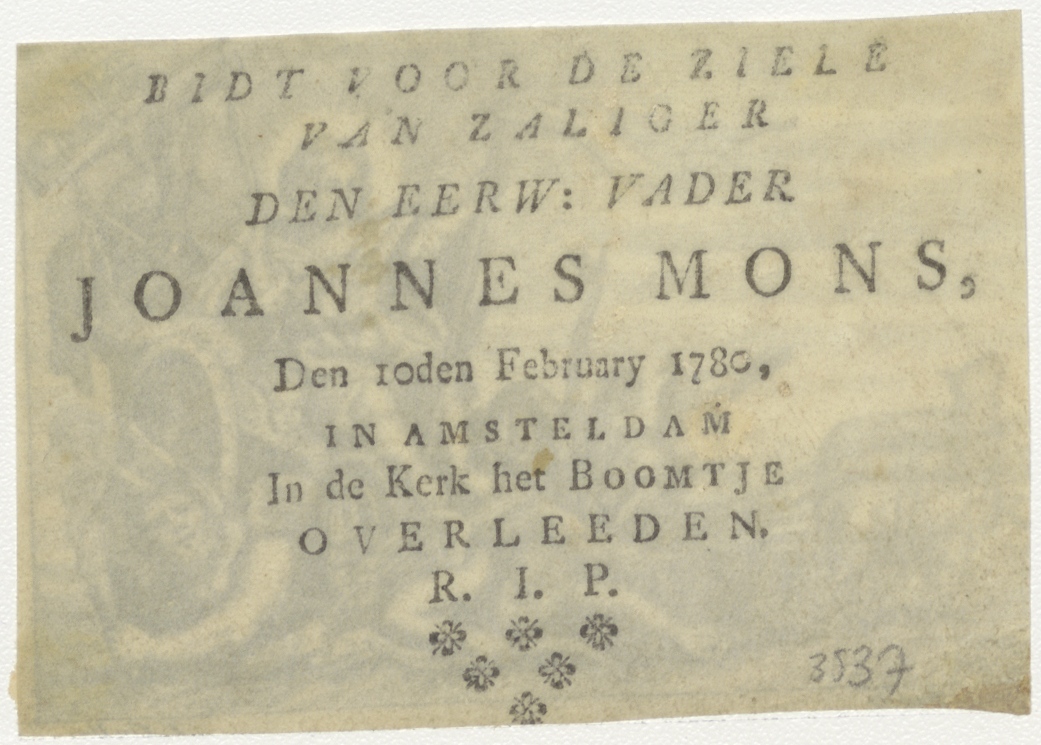 BIDT VOOR DE ZIELE
VAN ZALIGER
DEN EERW: VADER
JOANNES MONS,
Den 10den February 1780,
IN AMSTELDAM
In de Kerk het BOOMTJE
OVERLEEDEN.
R. I. P.
3537